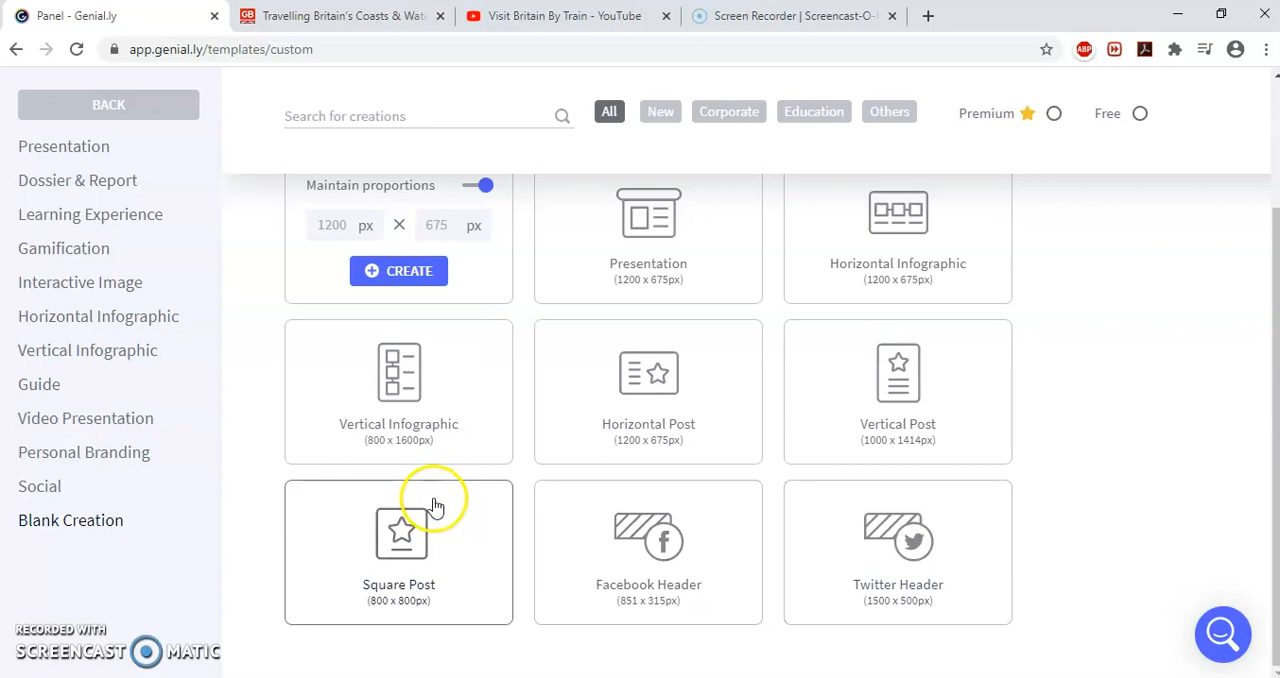 Panel - Genial.ly
Travelling Britain's Coasts & Wate
Visit Britain By Train - YouTube
Screen Recorder | Screencast-O-
app.genial.ly/templates/custom
ABP
BACK
Search for creations
All
New
Corporate
Education
Others
Premium
Free
Presentation
Dossier & Report
Learning Experience
Gamification
Interactive Image
Horizontal Infographic
Vertical Infographic
Guide
Video Presentation
Personal Branding
Social
Blank Creation
Maintain proportions
1200 px × 675 px
CREATE
Presentation
(1200 x 675px)
Horizontal Infographic
(1200 x 675px)
Vertical Infographic
(800 x 1600px)
Horizontal Post
(1200 x 675px)
Vertical Post
(1000 x 1414px)
Square Post
(800 x 800px)
Facebook Header
(851 x 315px)
Twitter Header
(1500 x 500px)
RECORDED WITH
SCREENCAST MATIC